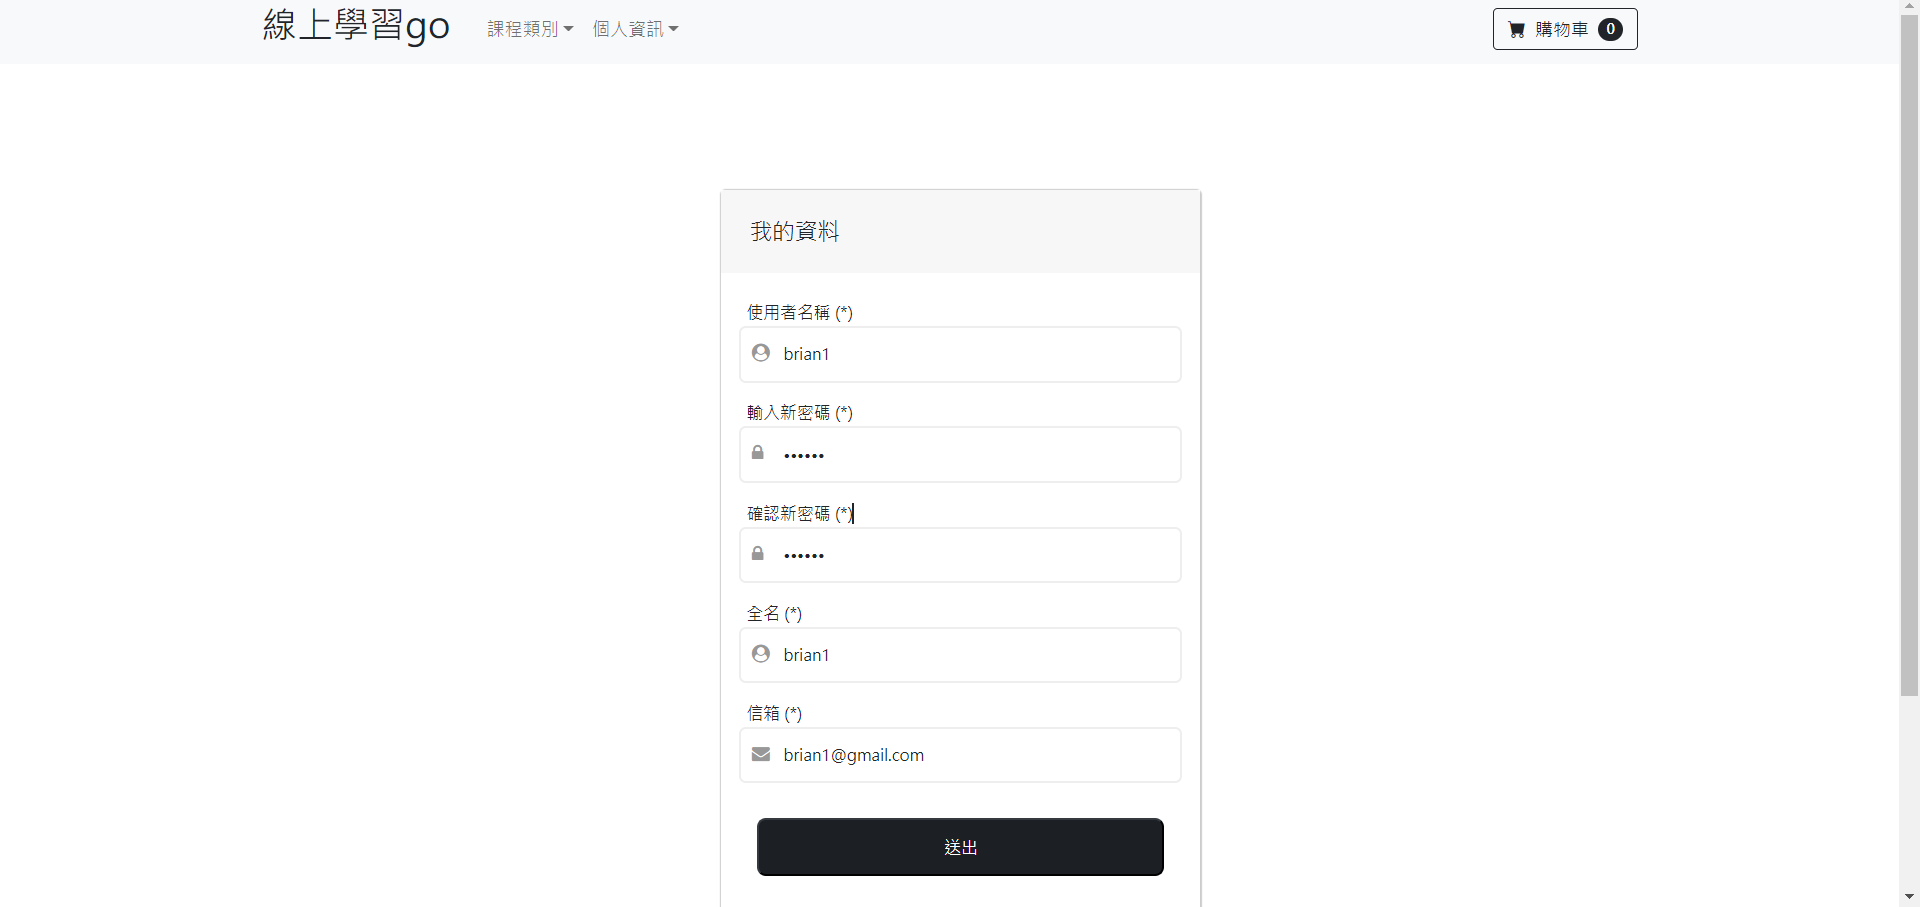 線上學習go 課程類別 個人資訊 購物車 0
我的資料
使用者名稱 (*)
brian1
輸入新密碼 (*)
••••••
確認新密碼 (*)
••••••
全名 (*)
brian1
信箱 (*)
brian1@gmail.com
送出